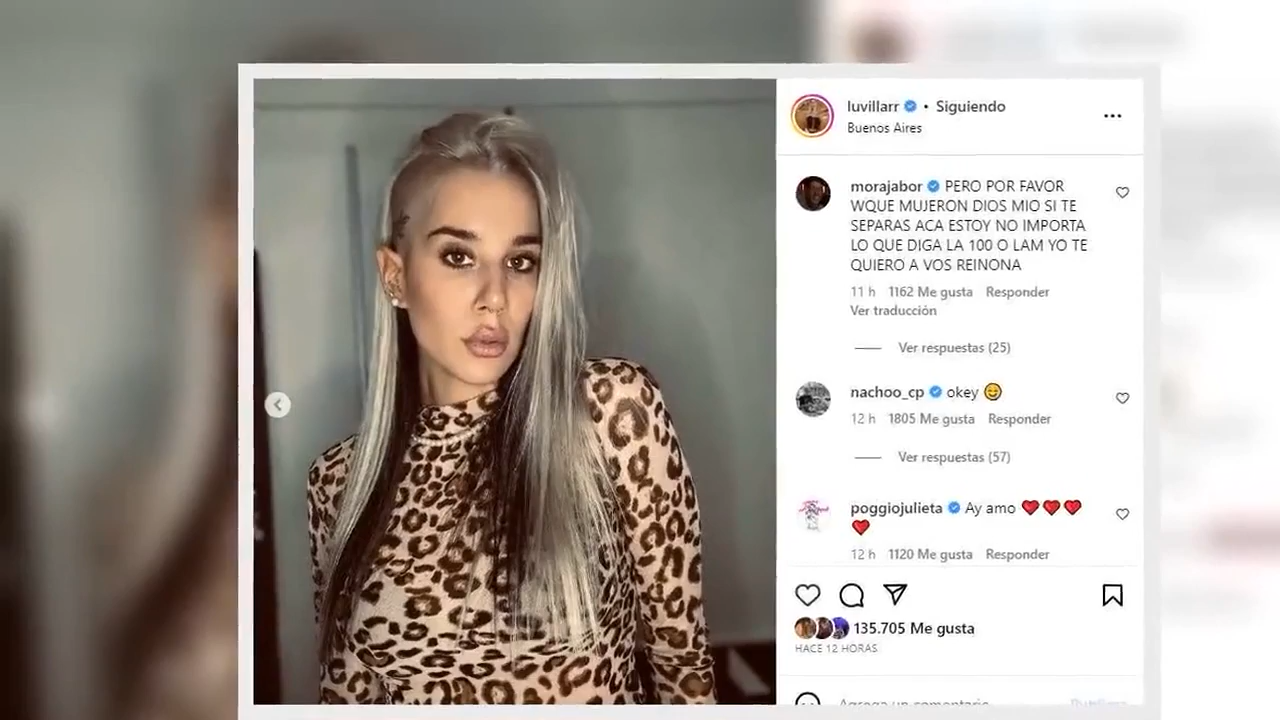 luvillarr • Siguiendo
Buenos Aires
morajabor PERO POR FAVOR
WQUE MUJERON DIOS MIO SI TE
SEPARAS ACA ESTOY NO IMPORTA
LO QUE DIGA LA 100 O LAM YO TE
QUIERO A VOS REINONA
11 h 1162 Me gusta Responder
Ver traducción
Ver respuestas (25)
nachoo_cp okey 😊
12 h 1805 Me gusta Responder
Ver respuestas (57)
poggiojulieta Ay amo ❤️❤️❤️
❤️
12 h 1120 Me gusta Responder
135.705 Me gusta
HACE 12 HORAS
Agrega un comentario...